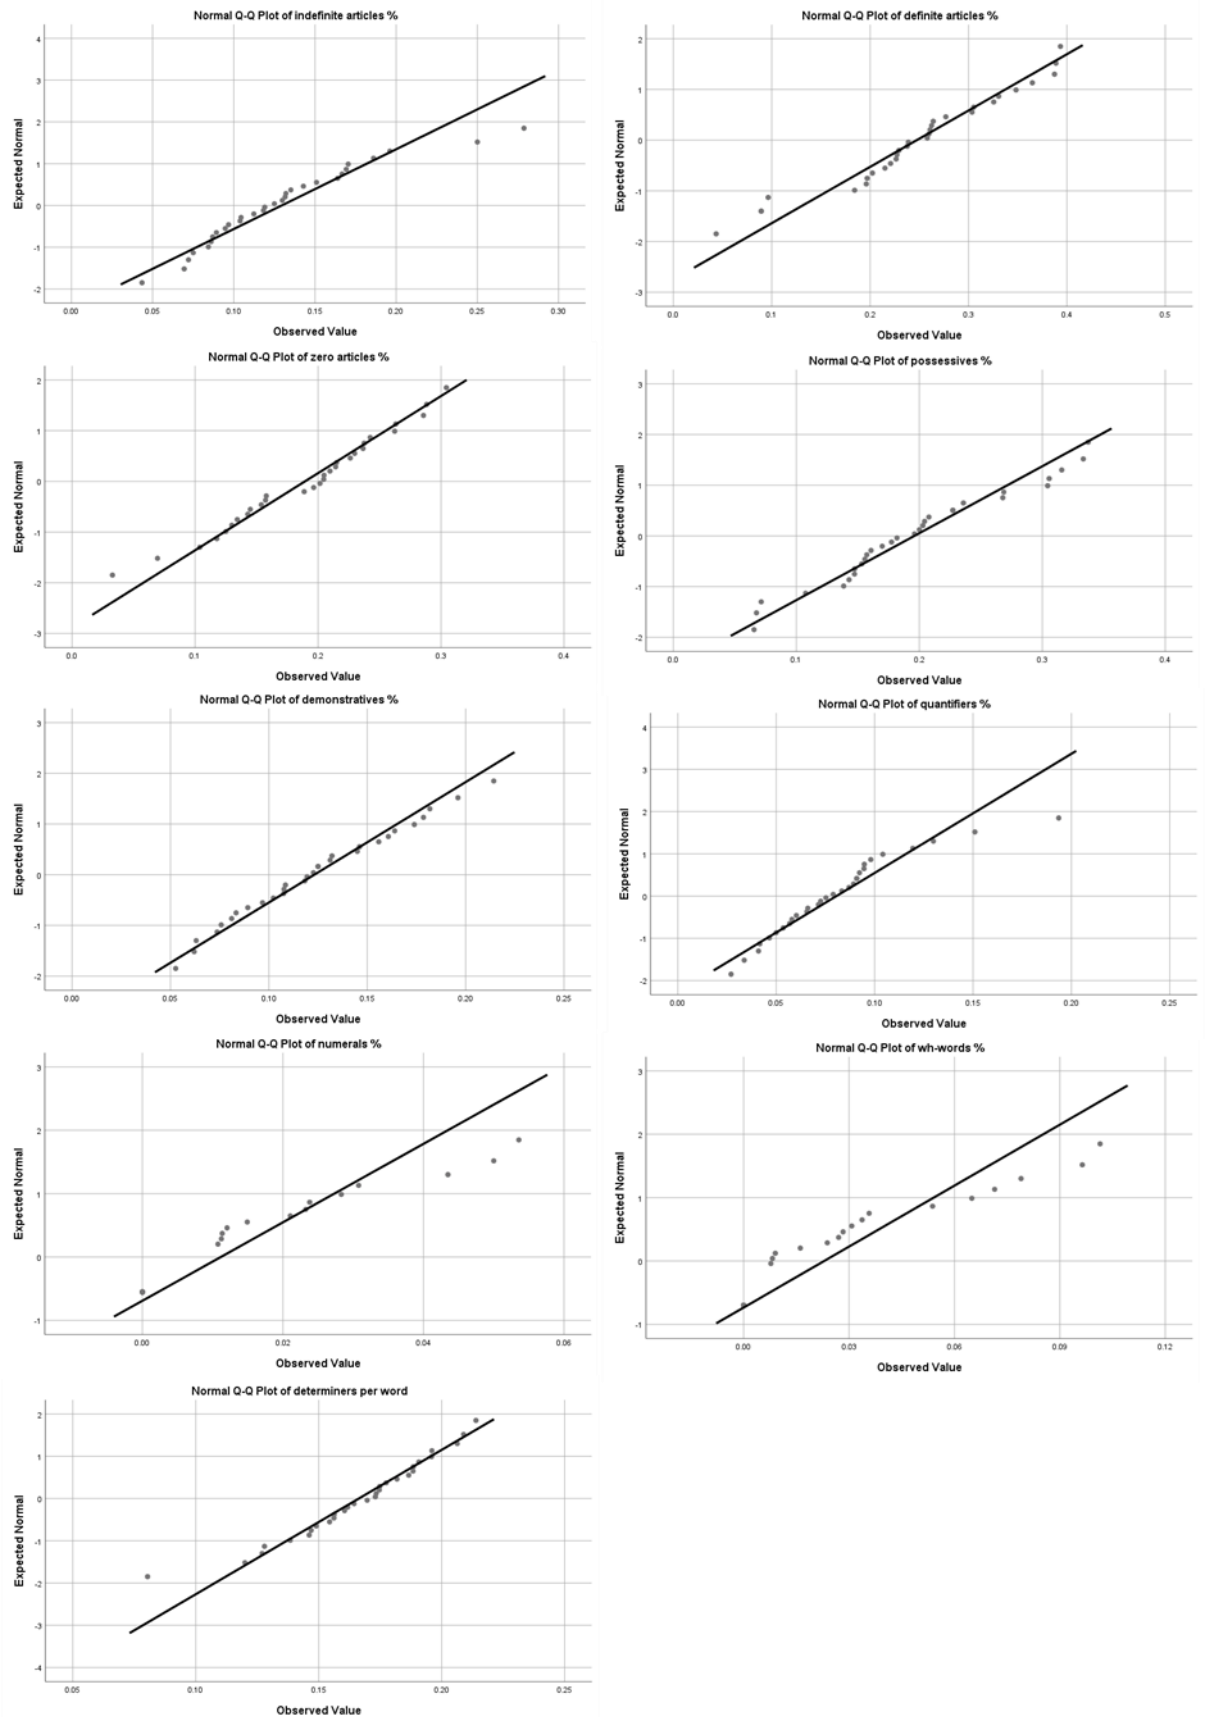 Normal Q-Q Plot of indefinite articles %
4
3
2
1
0
-1
-2
Expected Normal
0.00 0.05 0.10 0.15 0.20 0.25 0.30
Observed Value
Normal Q-Q Plot of definite articles %
2
1
0
-1
-2
-3
Expected Normal
0.0 0.1 0.2 0.3 0.4 0.5
Observed Value
Normal Q-Q Plot of zero articles %
2
1
0
-1
-2
-3
Expected Normal
0.0 0.1 0.2 0.3 0.4
Observed Value
Normal Q-Q Plot of possessives %
3
2
1
0
-1
-2
Expected Normal
0.0 0.1 0.2 0.3 0.4
Observed Value
Normal Q-Q Plot of demonstratives %
3
2
1
0
-1
-2
Expected Normal
0.00 0.05 0.10 0.15 0.20 0.25
Observed Value
Normal Q-Q Plot of quantifiers %
4
3
2
1
0
-1
-2
Expected Normal
0.00 0.05 0.10 0.15 0.20 0.25
Observed Value
Normal Q-Q Plot of numerals %
3
2
1
0
-1
Expected Normal
0.00 0.02 0.04 0.06
Observed Value
Normal Q-Q Plot of wh-words %
3
2
1
0
-1
Expected Normal
0.00 0.03 0.06 0.09 0.12
Observed Value
Normal Q-Q Plot of determiners per word
2
1
0
-1
-2
-3
-4
Expected Normal
0.05 0.10 0.15 0.20 0.25
Observed Value